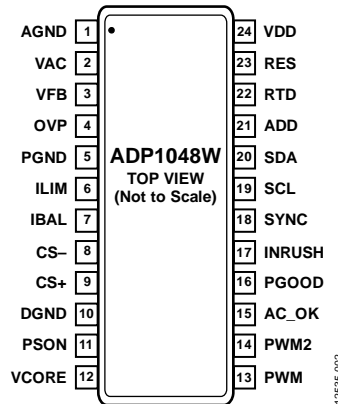 AGND 1 24 VDD
VAC 2 23 RES
VFB 3 22 RTD
OVP 4 21 ADD
PGND 5 ADP1048W 20 SDA
TOP VIEW
ILIM 6 (Not to Scale) 19 SCL
IBAL 7 18 SYNC
CS– 8 17 INRUSH
CS+ 9 16 PGOOD
DGND 10 15 AC_OK
PSON 11 14 PWM2
VCORE 12 13 PWM